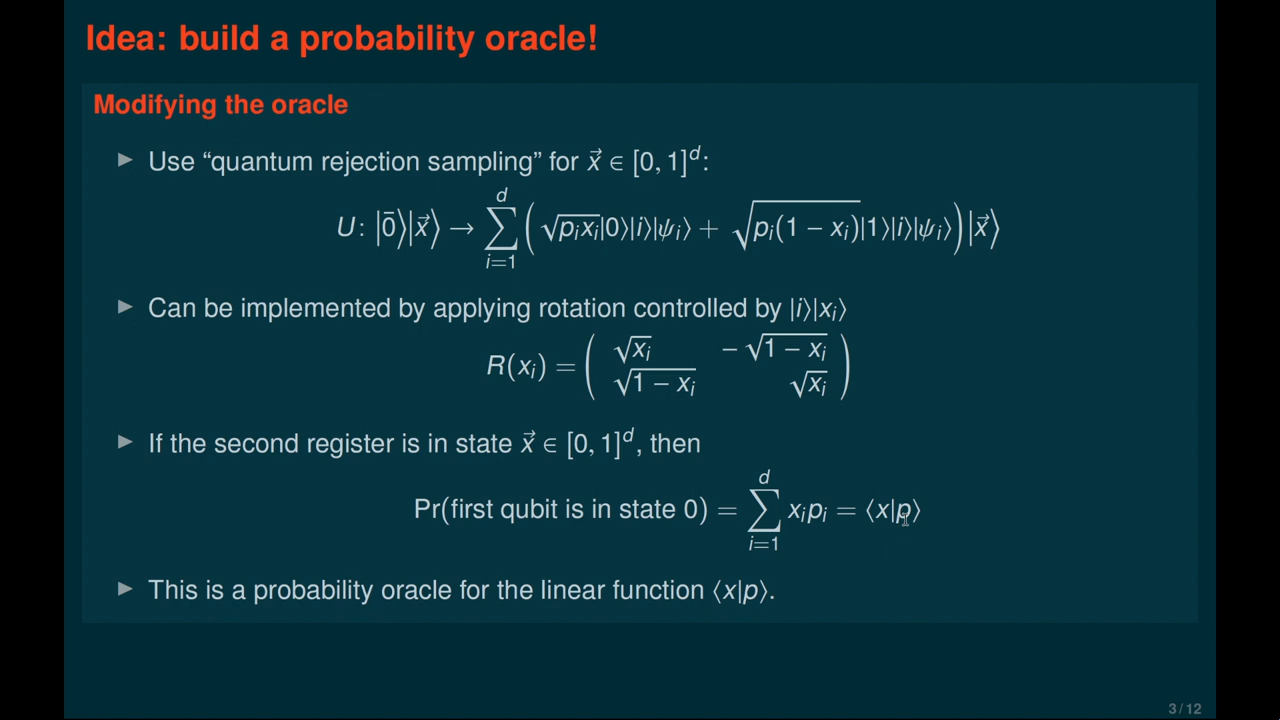 Idea: build a probability oracle!
Modifying the oracle
▶ Use “quantum rejection sampling” for x⃗ ∈ [0, 1]^d:
U: |0̄⟩|x⃗⟩ → ∑_{i=1}^{d} (√(p_i x_i)|0⟩|i⟩|ψ_i⟩ + √(p_i(1 − x_i))|1⟩|i⟩|ψ_i⟩)|x⃗⟩
▶ Can be implemented by applying rotation controlled by |i⟩|x_i⟩
R(x_i) = ( √x_i −√(1 − x_i)
√(1 − x_i) √x_i )
▶ If the second register is in state x⃗ ∈ [0, 1]^d, then
Pr(first qubit is in state 0) = ∑_{i=1}^{d} x_i p_i = ⟨x|p⟩
▶ This is a probability oracle for the linear function ⟨x|p⟩.
3 / 12